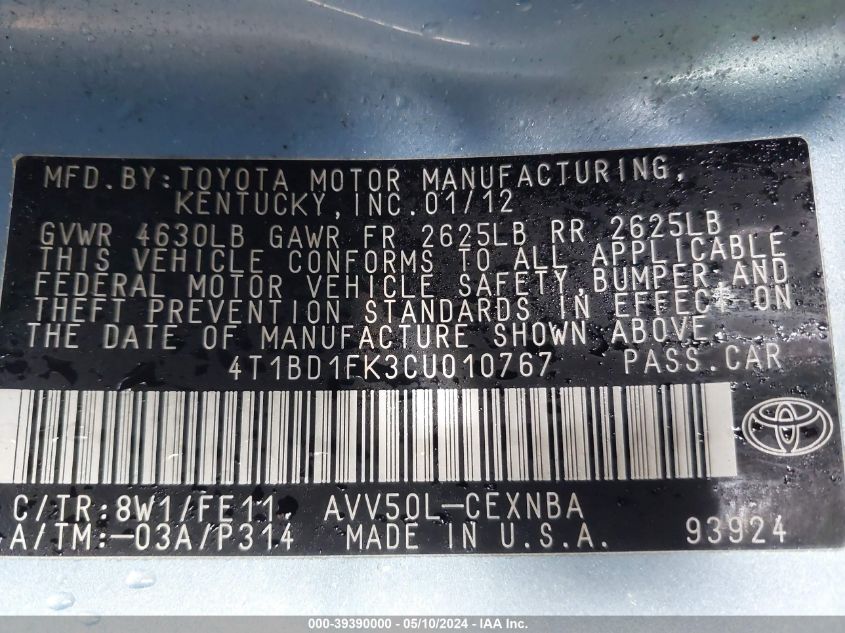 MFD.BY:TOYOTA MOTOR MANUFACTURING,
KENTUCKY,INC.01/12
GVWR 4630LB GAWR FR 2625LB RR 2625LB
THIS VEHICLE CONFORMS TO ALL APPLICABLE
FEDERAL MOTOR VEHICLE SAFETY,BUMPER AND
THEFT PREVENTION STANDARDS IN EFFECT ON
THE DATE OF MANUFACTURE SHOWN ABOVE.
4T1BD1FK3CU010767 PASS.CAR
C/TR:8W1/FE11, AVV50L-CEXNBA
A/TM:-03A/P314 MADE IN U.S.A. 93924
000-39390000 — 05/10/2024 — IAA Inc.